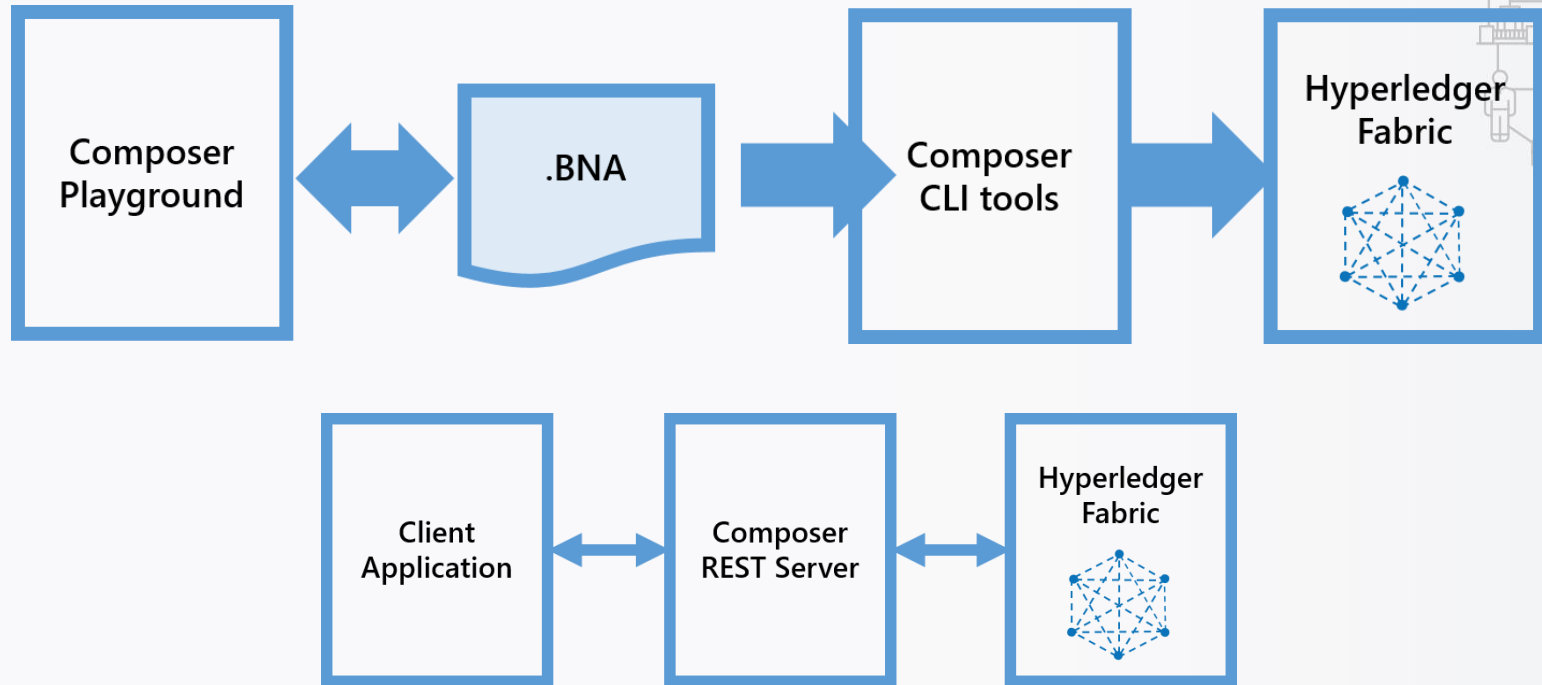 Composer
Playground
.BNA
Composer
CLI tools
Hyperledger
Fabric
Client
Application
Composer
REST Server
Hyperledger
Fabric